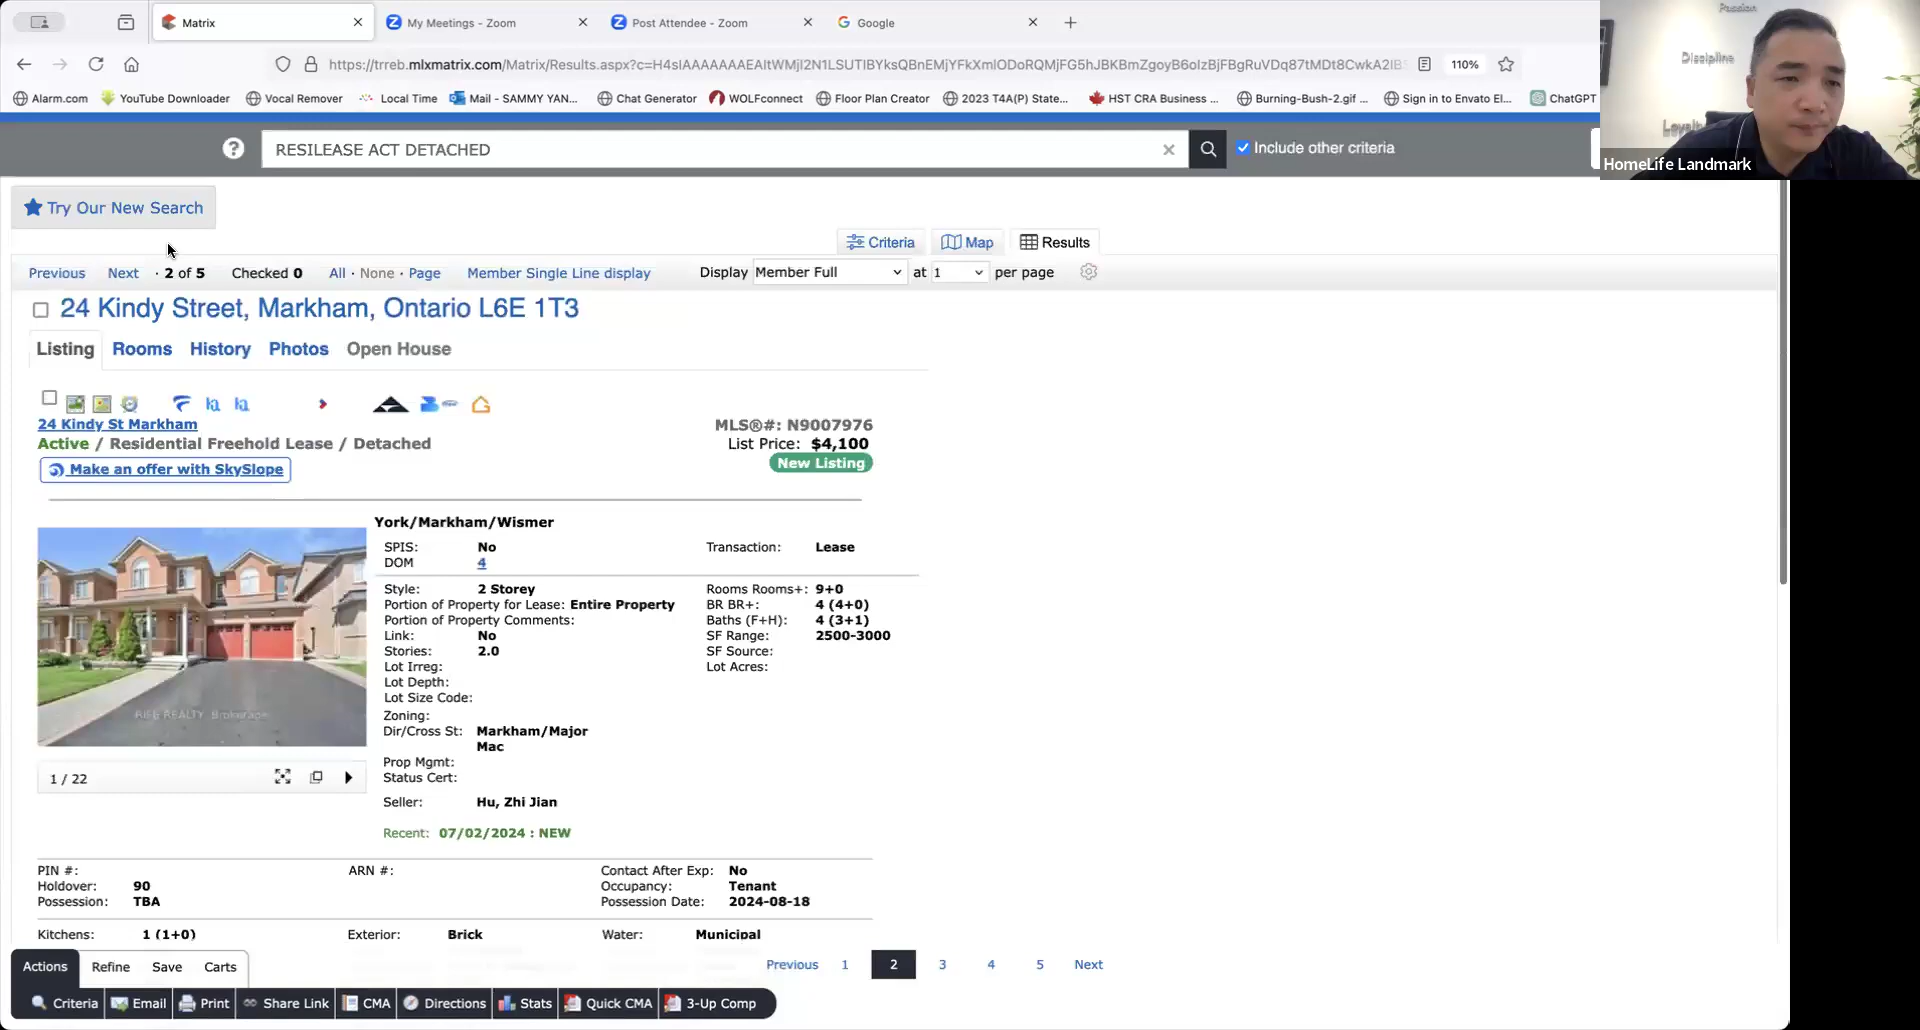 Matrix
My Meetings - Zoom
Post Attendee - Zoom
Google
https://trreb.mlxmatrix.com/Matrix/Results.aspx?c=
110%
Alarm.com
YouTube Downloader
Vocal Remover
Local Time
Mail - SAMMY YAN...
Chat Generator
WOLFconnect
Floor Plan Creator
2023 T4A(P) State...
HST CRA Business ...
Burning-Bush-2.gif ...
Sign in to Envato El...
ChatGPT
Passion
Discipline
Loyalty
HomeLife Landmark
RESILEASE ACT DETACHED
Include other criteria
Try Our New Search
Criteria
Map
Results
Previous Next · 2 of 5 Checked 0 All · None · Page Member Single Line display Display Member Full at 1 per page
24 Kindy Street, Markham, Ontario L6E 1T3
Listing Rooms History Photos Open House
24 Kindy St Markham
MLS®#: N9007976
Active / Residential Freehold Lease / Detached
List Price: $4,100
Make an offer with SkySlope
New Listing
York/Markham/Wismer
SPIS: No
Transaction: Lease
DOM 4
Style: 2 Storey
Rooms Rooms+: 9+0
Portion of Property for Lease: Entire Property
BR BR+: 4 (4+0)
Portion of Property Comments:
Baths (F+H): 4 (3+1)
Link: No
SF Range: 2500-3000
Stories: 2.0
SF Source:
Lot Irreg:
Lot Acres:
Lot Depth:
Lot Size Code:
Zoning:
Dir/Cross St: Markham/Major
Mac
Prop Mgmt:
Status Cert:
Seller: Hu, Zhi Jian
Recent: 07/02/2024 : NEW
REALTY Brokerage
1 / 22
PIN #:
ARN #:
Contact After Exp: No
Holdover: 90
Occupancy: Tenant
Possession: TBA
Possession Date: 2024-08-18
Kitchens: 1 (1+0)
Exterior: Brick
Water: Municipal
Actions Refine Save Carts
Previous 1 2 3 4 5 Next
Criteria Email Print Share Link CMA Directions Stats Quick CMA 3-Up Comp